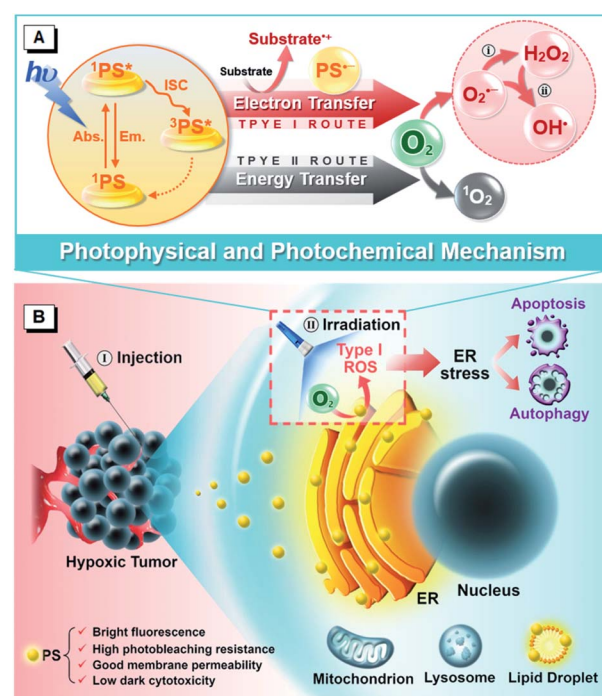 A
hυ
¹PS*
ISC
³PS*
Abs.
Em.
¹PS
Substrate•⁺
Substrate
PS•⁻
Electron Transfer
TPYE I ROUTE
TPYE II ROUTE
Energy Transfer
O₂
¹O₂
O₂•⁻
i
H₂O₂
ii
OH•
Photophysical and Photochemical Mechanism
B
I Injection
Hypoxic Tumor
II Irradiation
Type I
ROS
O₂
ER
stress
Apoptosis
Autophagy
ER
Nucleus
PS
✓ Bright fluorescence
✓ High photobleaching resistance
✓ Good membrane permeability
✓ Low dark cytotoxicity
Mitochondrion
Lysosome
Lipid Droplet